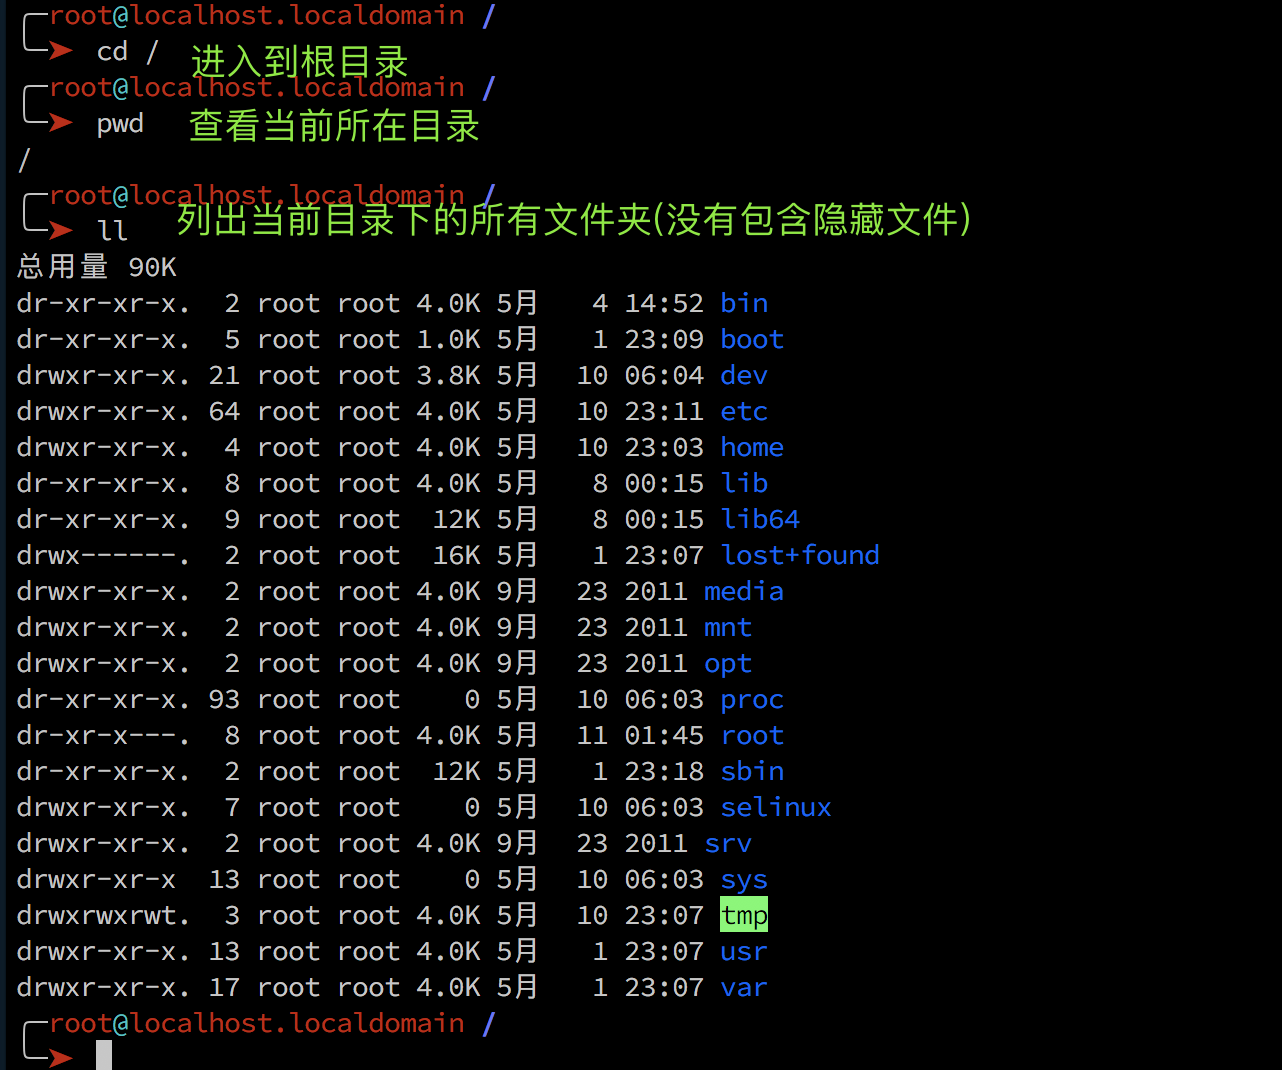 root@localhost.localdomain /
cd / 进入到根目录
root@localhost.localdomain /
pwd 查看当前所在目录
/
root@localhost.localdomain /
ll 列出当前目录下的所有文件夹(没有包含隐藏文件)
总用量 90K
dr-xr-xr-x. 2 root root 4.0K 5月 4 14:52 bin
dr-xr-xr-x. 5 root root 1.0K 5月 1 23:09 boot
drwxr-xr-x. 21 root root 3.8K 5月 10 06:04 dev
drwxr-xr-x. 64 root root 4.0K 5月 10 23:11 etc
drwxr-xr-x. 4 root root 4.0K 5月 10 23:03 home
dr-xr-xr-x. 8 root root 4.0K 5月 8 00:15 lib
dr-xr-xr-x. 9 root root 12K 5月 8 00:15 lib64
drwx------. 2 root root 16K 5月 1 23:07 lost+found
drwxr-xr-x. 2 root root 4.0K 9月 23 2011 media
drwxr-xr-x. 2 root root 4.0K 9月 23 2011 mnt
drwxr-xr-x. 2 root root 4.0K 9月 23 2011 opt
dr-xr-xr-x. 93 root root 0 5月 10 06:03 proc
dr-xr-x---. 8 root root 4.0K 5月 11 01:45 root
dr-xr-xr-x. 2 root root 12K 5月 1 23:18 sbin
drwxr-xr-x. 7 root root 0 5月 10 06:03 selinux
drwxr-xr-x. 2 root root 4.0K 9月 23 2011 srv
drwxr-xr-x 13 root root 0 5月 10 06:03 sys
drwxrwxrwt. 3 root root 4.0K 5月 10 23:07 tmp
drwxr-xr-x. 13 root root 4.0K 5月 1 23:07 usr
drwxr-xr-x. 17 root root 4.0K 5月 1 23:07 var
root@localhost.localdomain /